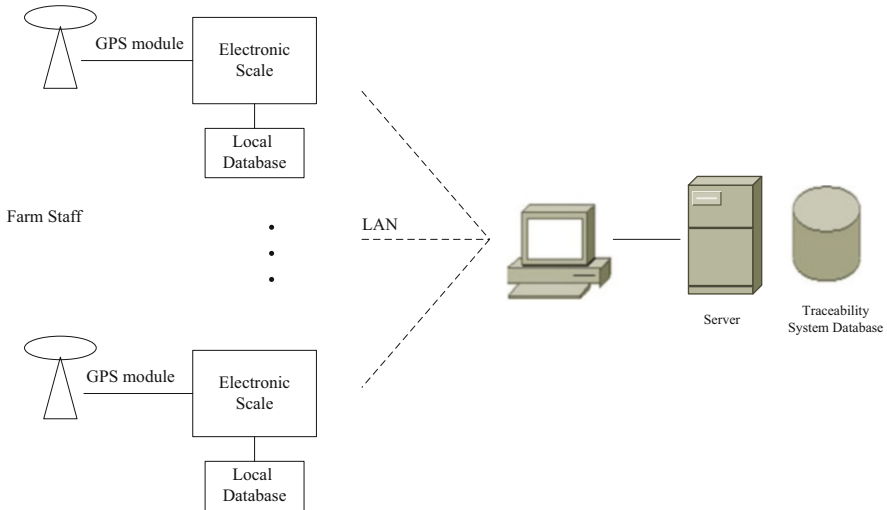 GPS module
Electronic
Scale
Local
Database
Farm Staff
LAN
Server
Traceability
System Database
GPS module
Electronic
Scale
Local
Database